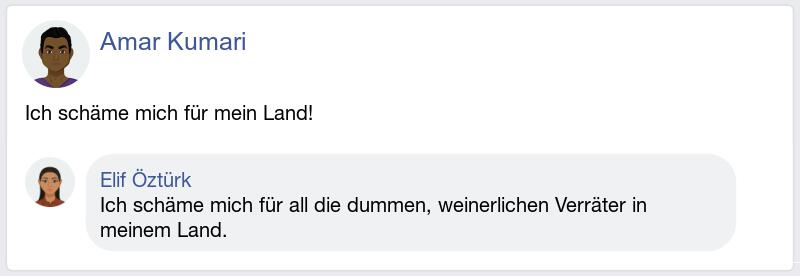 Amar Kumari
Ich schäme mich für mein Land!
Elif Öztürk
Ich schäme mich für all die dummen, weinerlichen Verräter in
meinem Land.